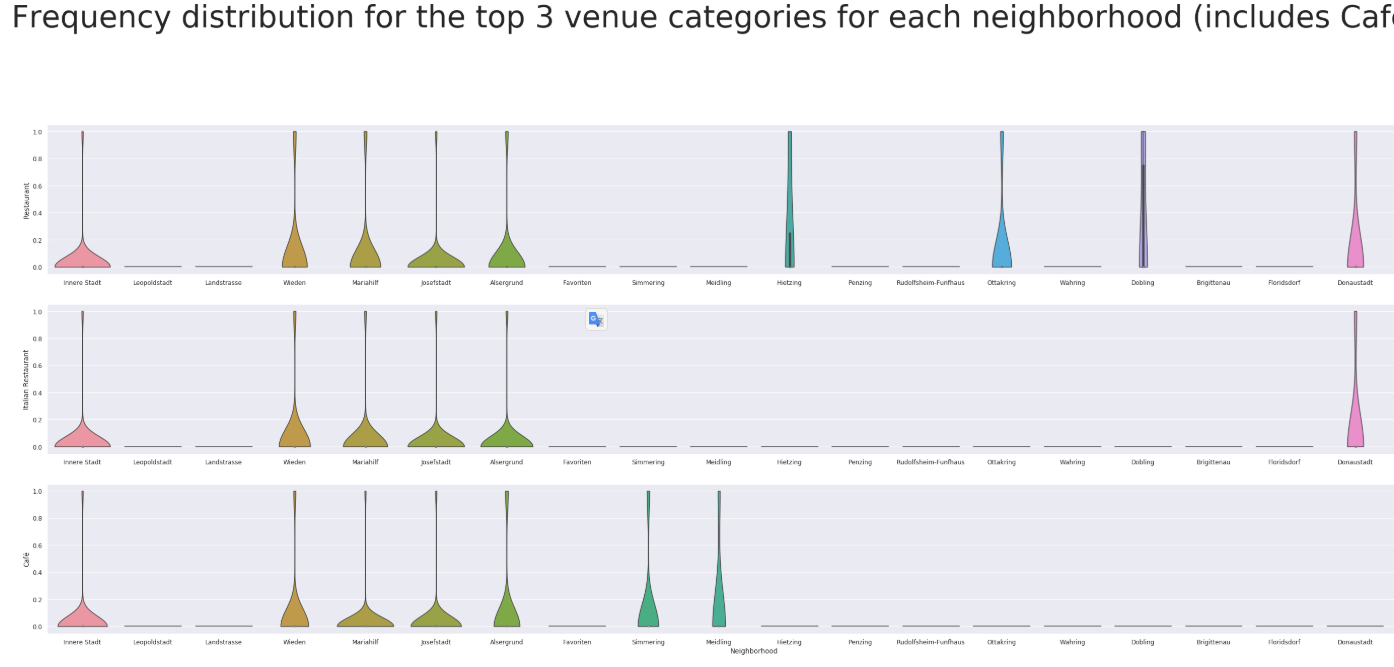 Frequency distribution for the top 3 venue categories for each neighborhood (includes Caf
1.0
0.8
0.6
0.4
0.2
0.0
Restaurant
Innere Stadt Leopoldstadt Landstrasse Wieden Mariahilf Josefstadt Alsergrund Favoriten Simmering Meidling Hietzing Penzing Rudolfsheim-Funfhaus Ottakring Wahring Dobling Brigittenau Floridsdorf Donaustadt
1.0
0.8
0.6
0.4
0.2
0.0
Italian Restaurant
Innere Stadt Leopoldstadt Landstrasse Wieden Mariahilf Josefstadt Alsergrund Favoriten Simmering Meidling Hietzing Penzing Rudolfsheim-Funfhaus Ottakring Wahring Dobling Brigittenau Floridsdorf Donaustadt
1.0
0.8
0.6
0.4
0.2
0.0
Café
Innere Stadt Leopoldstadt Landstrasse Wieden Mariahilf Josefstadt Alsergrund Favoriten Simmering Meidling Hietzing Penzing Rudolfsheim-Funfhaus Ottakring Wahring Dobling Brigittenau Floridsdorf Donaustadt
Neighborhood